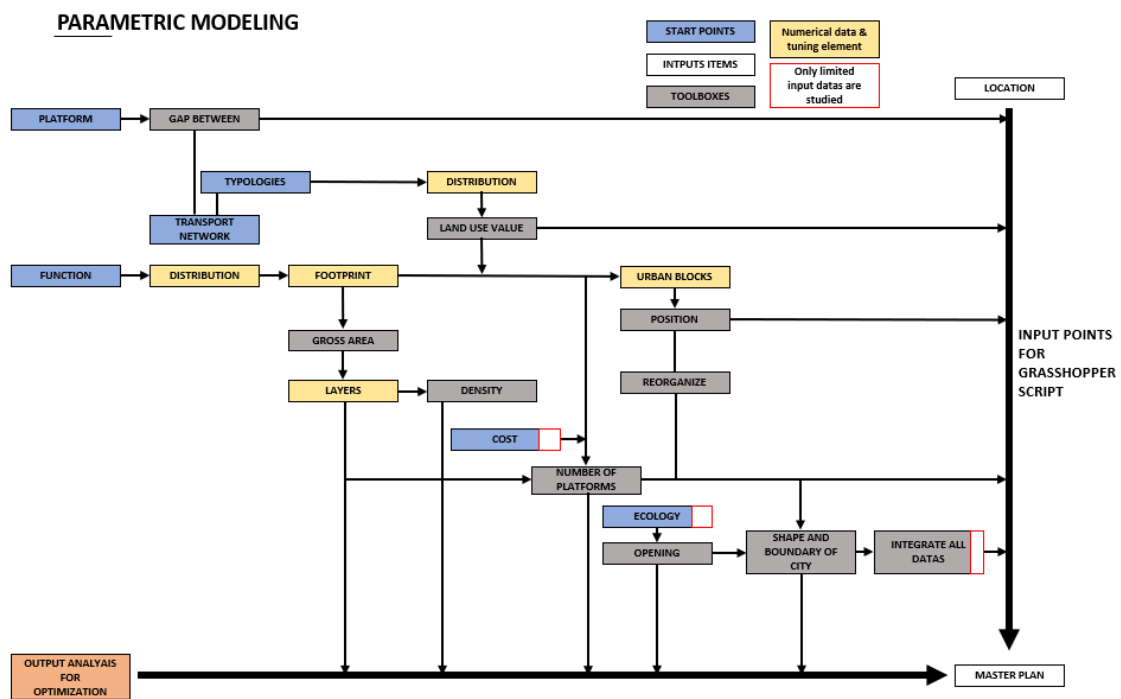 PARAMETRIC MODELING
START POINTS
Numerical data &
tuning element
INTPUTS ITEMS
Only limited
input datas are
studied
TOOLBOXES
LOCATION
PLATFORM
GAP BETWEEN
TYPOLOGIES
DISTRIBUTION
TRANSPORT
NETWORK
LAND USE VALUE
FUNCTION
DISTRIBUTION
FOOTPRINT
URBAN BLOCKS
POSITION
GROSS AREA
INPUT POINTS
FOR
GRASSHOPPER
SCRIPT
REORGANIZE
LAYERS
DENSITY
COST
NUMBER OF
PLATFORMS
ECOLOGY
OPENING
SHAPE AND
BOUNDARY OF
CITY
INTEGRATE ALL
DATAS
OUTPUT ANALYAIS
FOR
OPTIMIZATION
MASTER PLAN